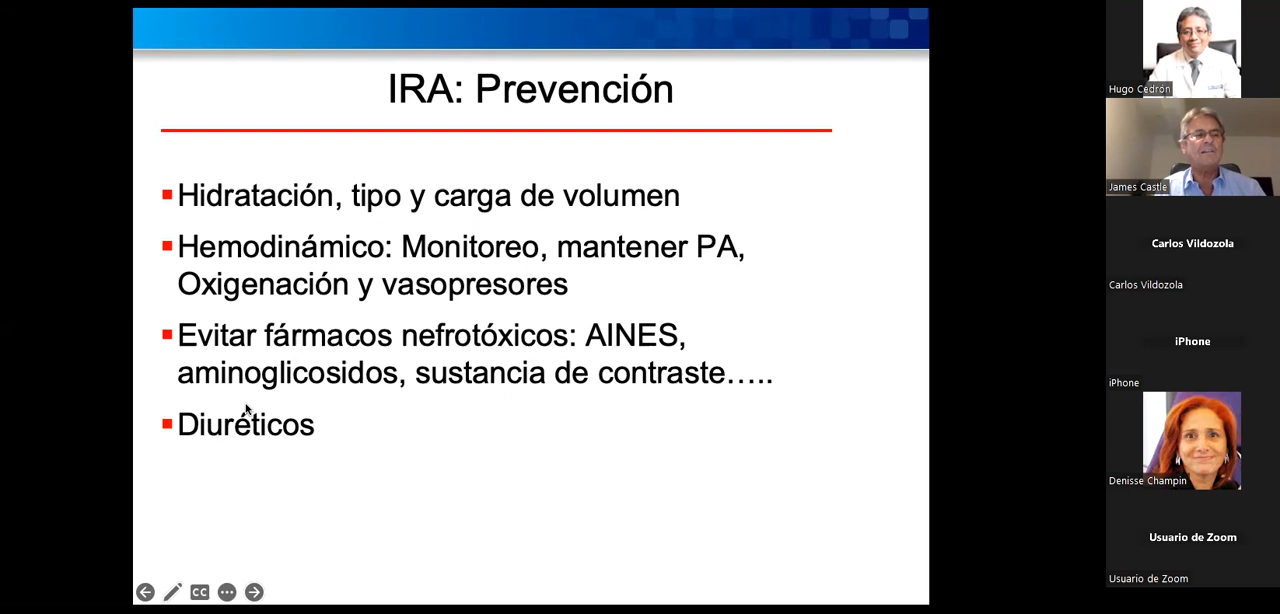 IRA: Prevención
Hidratación, tipo y carga de volumen
Hemodinámico: Monitoreo, mantener PA,
Oxigenación y vasopresores
Evitar fármacos nefrotóxicos: AINES,
aminoglicosidos, sustancia de contraste.....
Diuréticos
CC
Hugo Cedrón
James Castle
Carlos Vildozola
Carlos Vildozola
iPhone
iPhone
Denisse Champin
Usuario de Zoom
Usuario de Zoom